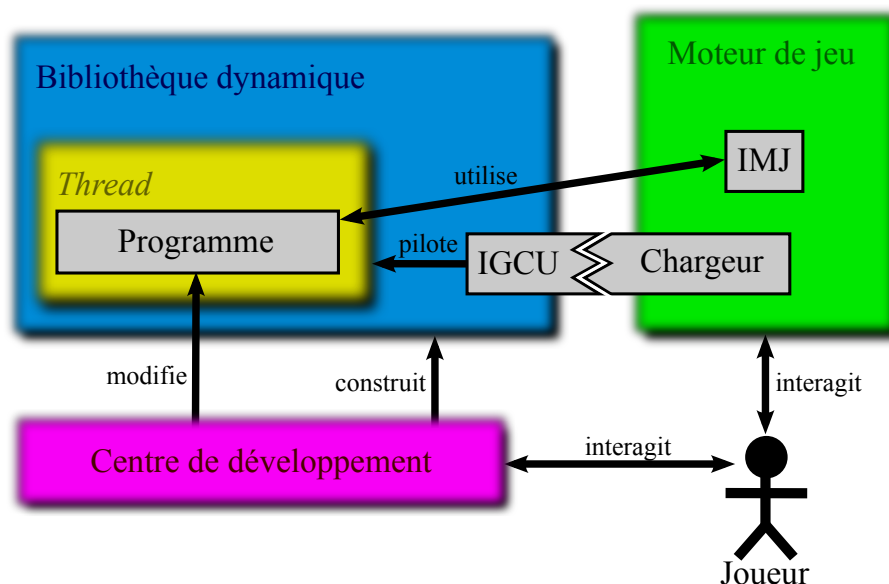 Bibliothèque dynamique
Moteur de jeu
IMJ
utilise
Thread
Programme
pilote
IGCU
Chargeur
modifie
construit
interagit
Centre de développement
interagit
Joueur